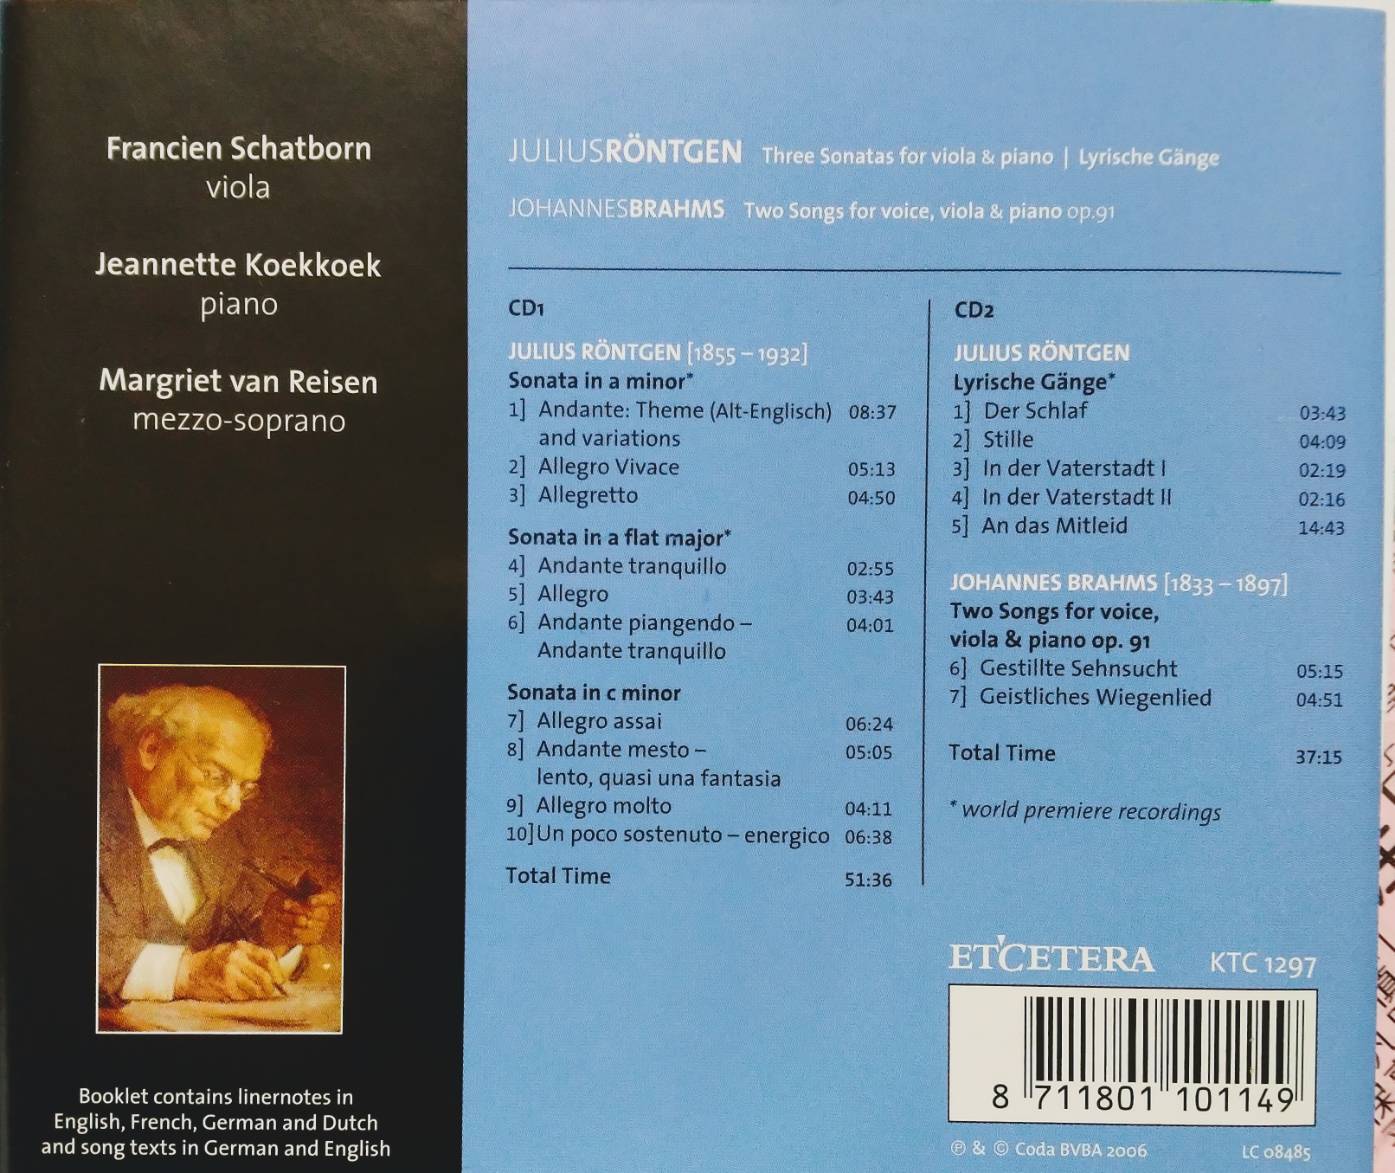 Francien Schatborn
viola
Jeannette Koekkoek
piano
Margriet van Reisen
mezzo-soprano
Booklet contains linernotes in
English, French, German and Dutch
and song texts in German and English
JULIUSRÖNTGEN Three Sonatas for viola & piano | Lyrische Gänge
JOHANNESBRAHMS Two Songs for voice, viola & piano op.91
CD1
JULIUS RÖNTGEN [1855 – 1932]
Sonata in a minor*
1] Andante: Theme (Alt-Englisch) 08:37
and variations
2] Allegro Vivace 05:13
3] Allegretto 04:50
Sonata in a flat major*
4] Andante tranquillo 02:55
5] Allegro 03:43
6] Andante piangendo – 04:01
Andante tranquillo
Sonata in c minor
7] Allegro assai 06:24
8] Andante mesto – 05:05
lento, quasi una fantasia
9] Allegro molto 04:11
10] Un poco sostenuto – energico 06:38
Total Time 51:36
CD2
JULIUS RÖNTGEN
Lyrische Gänge*
1] Der Schlaf 03:43
2] Stille 04:09
3] In der Vaterstadt I 02:19
4] In der Vaterstadt II 02:16
5] An das Mitleid 14:43
JOHANNES BRAHMS [1833 – 1897]
Two Songs for voice,
viola & piano op. 91
6] Gestillte Sehnsucht 05:15
7] Geistliches Wiegenlied 04:51
Total Time 37:15
* world premiere recordings
ET'CETERA KTC 1297
8 711801 101149
℗ & © Coda BVBA 2006 LC 08485